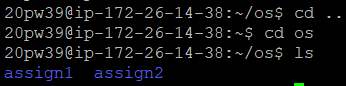 20pw39@ip-172-26-14-38:~/os$ cd ..
20pw39@ip-172-26-14-38:~$ cd os
20pw39@ip-172-26-14-38:~/os$ ls
assign1  assign2